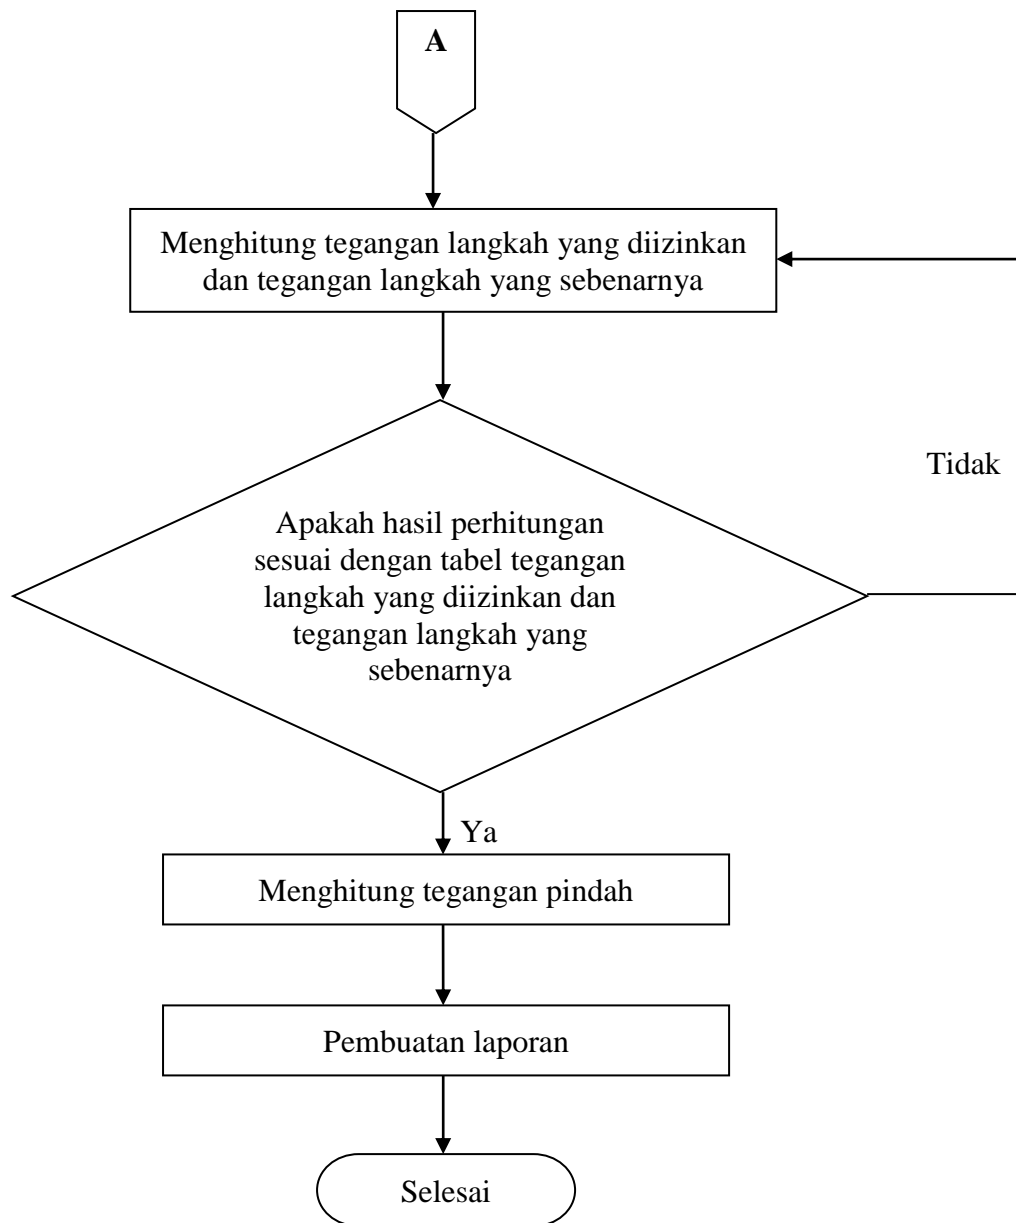 A
Menghitung tegangan langkah yang diizinkan
dan tegangan langkah yang sebenarnya
Tidak
Apakah hasil perhitungan
sesuai dengan tabel tegangan
langkah yang diizinkan dan
tegangan langkah yang
sebenarnya
Ya
Menghitung tegangan pindah
Pembuatan laporan
Selesai